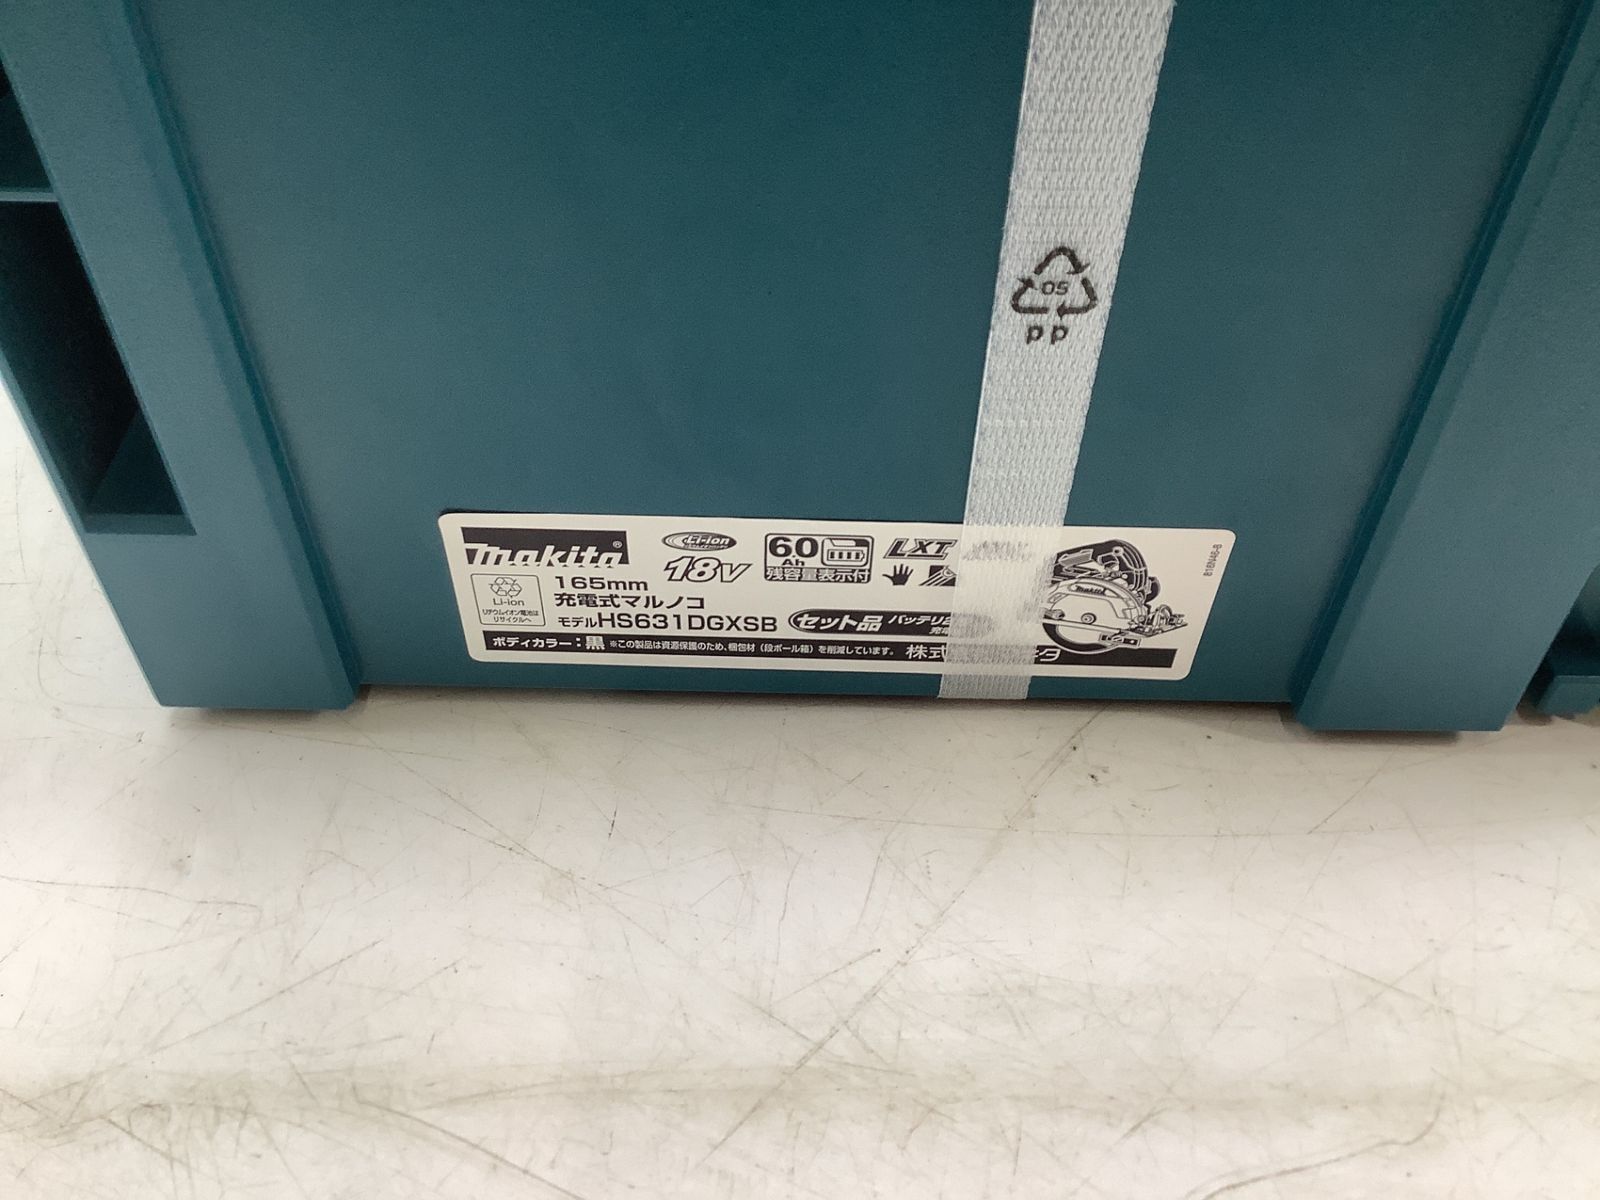 05
PP
makita®
Li-ion
18V
6.0
Ah
残容量表示付
LXT
Li-ion
リチウムイオン電池は
リサイクルへ
165mm
充電式マルノコ
モデルHS631DGXSB
セット品
バッテリ
ボディカラー:黒 ※この製品は資源保護のため、梱包材(段ボール箱)を削減しています。
株式
キタ
makita
816N46-8